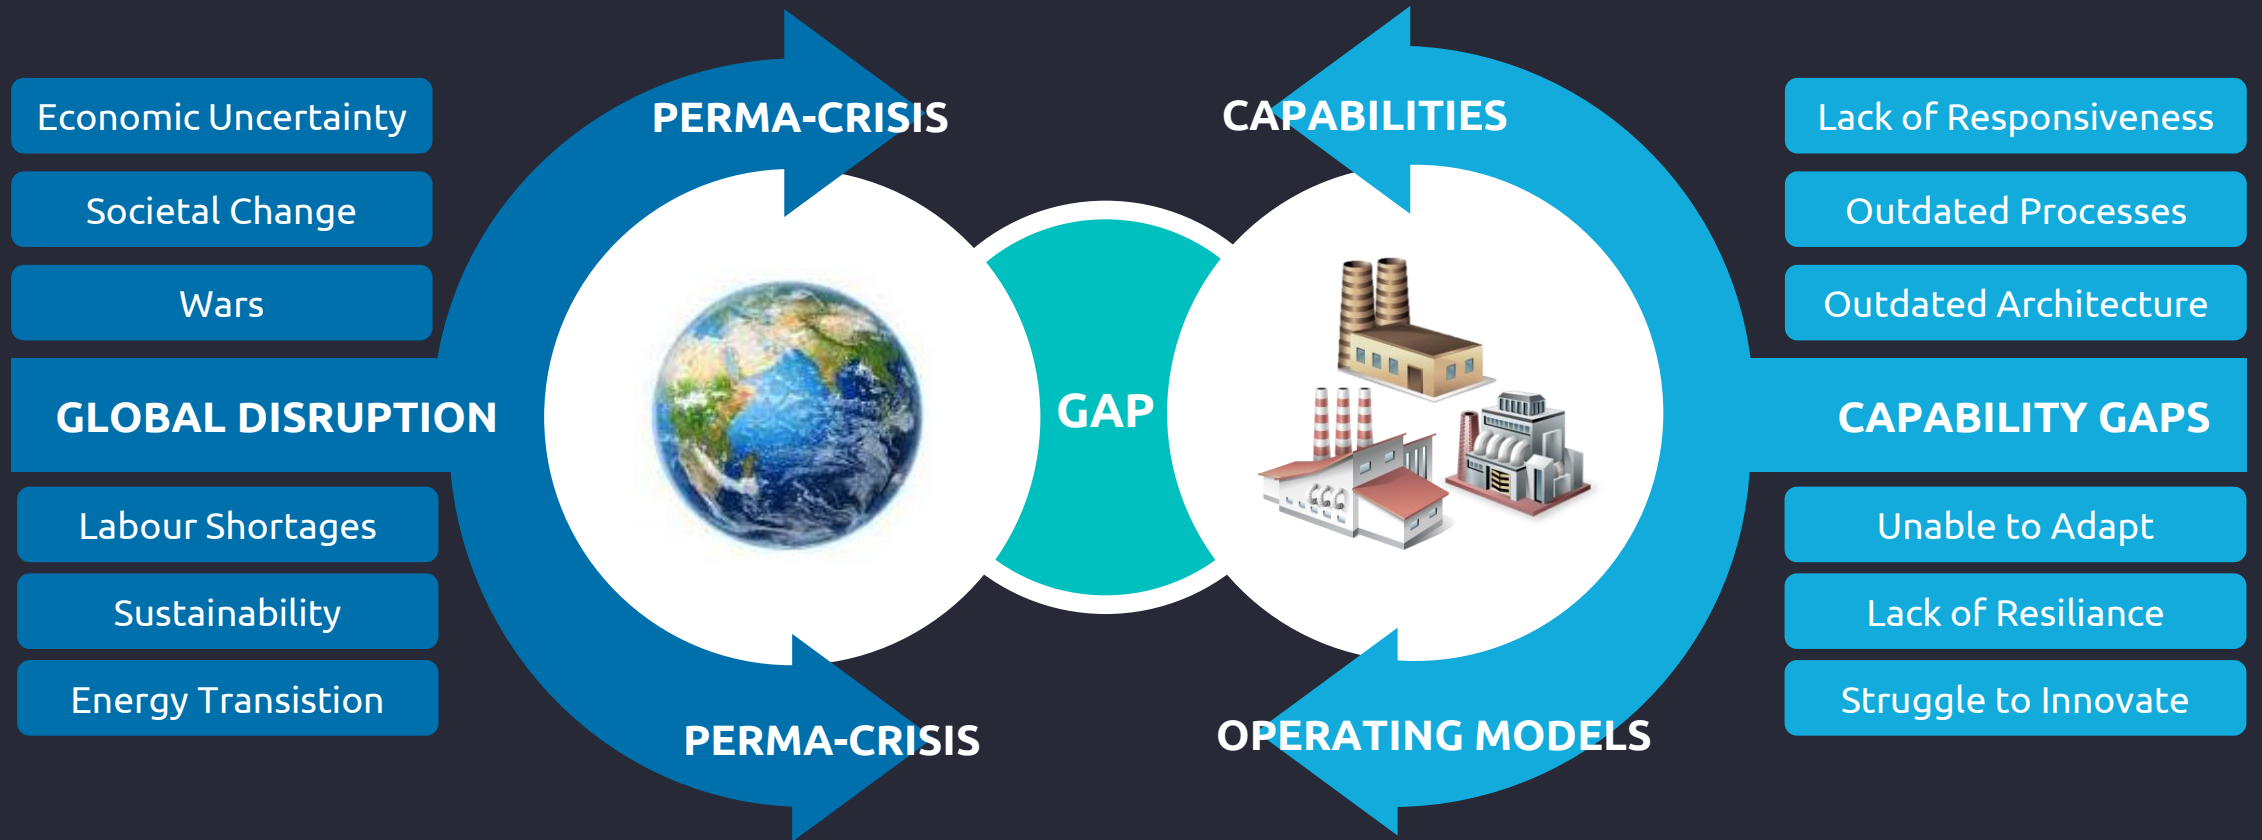 Economic Uncertainty
Societal Change
Wars
GLOBAL DISRUPTION
Labour Shortages
Sustainability
Energy Transistion
PERMA-CRISIS
PERMA-CRISIS
GAP
CAPABILITIES
OPERATING MODELS
Lack of Responsiveness
Outdated Processes
Outdated Architecture
CAPABILITY GAPS
Unable to Adapt
Lack of Resiliance
Struggle to Innovate